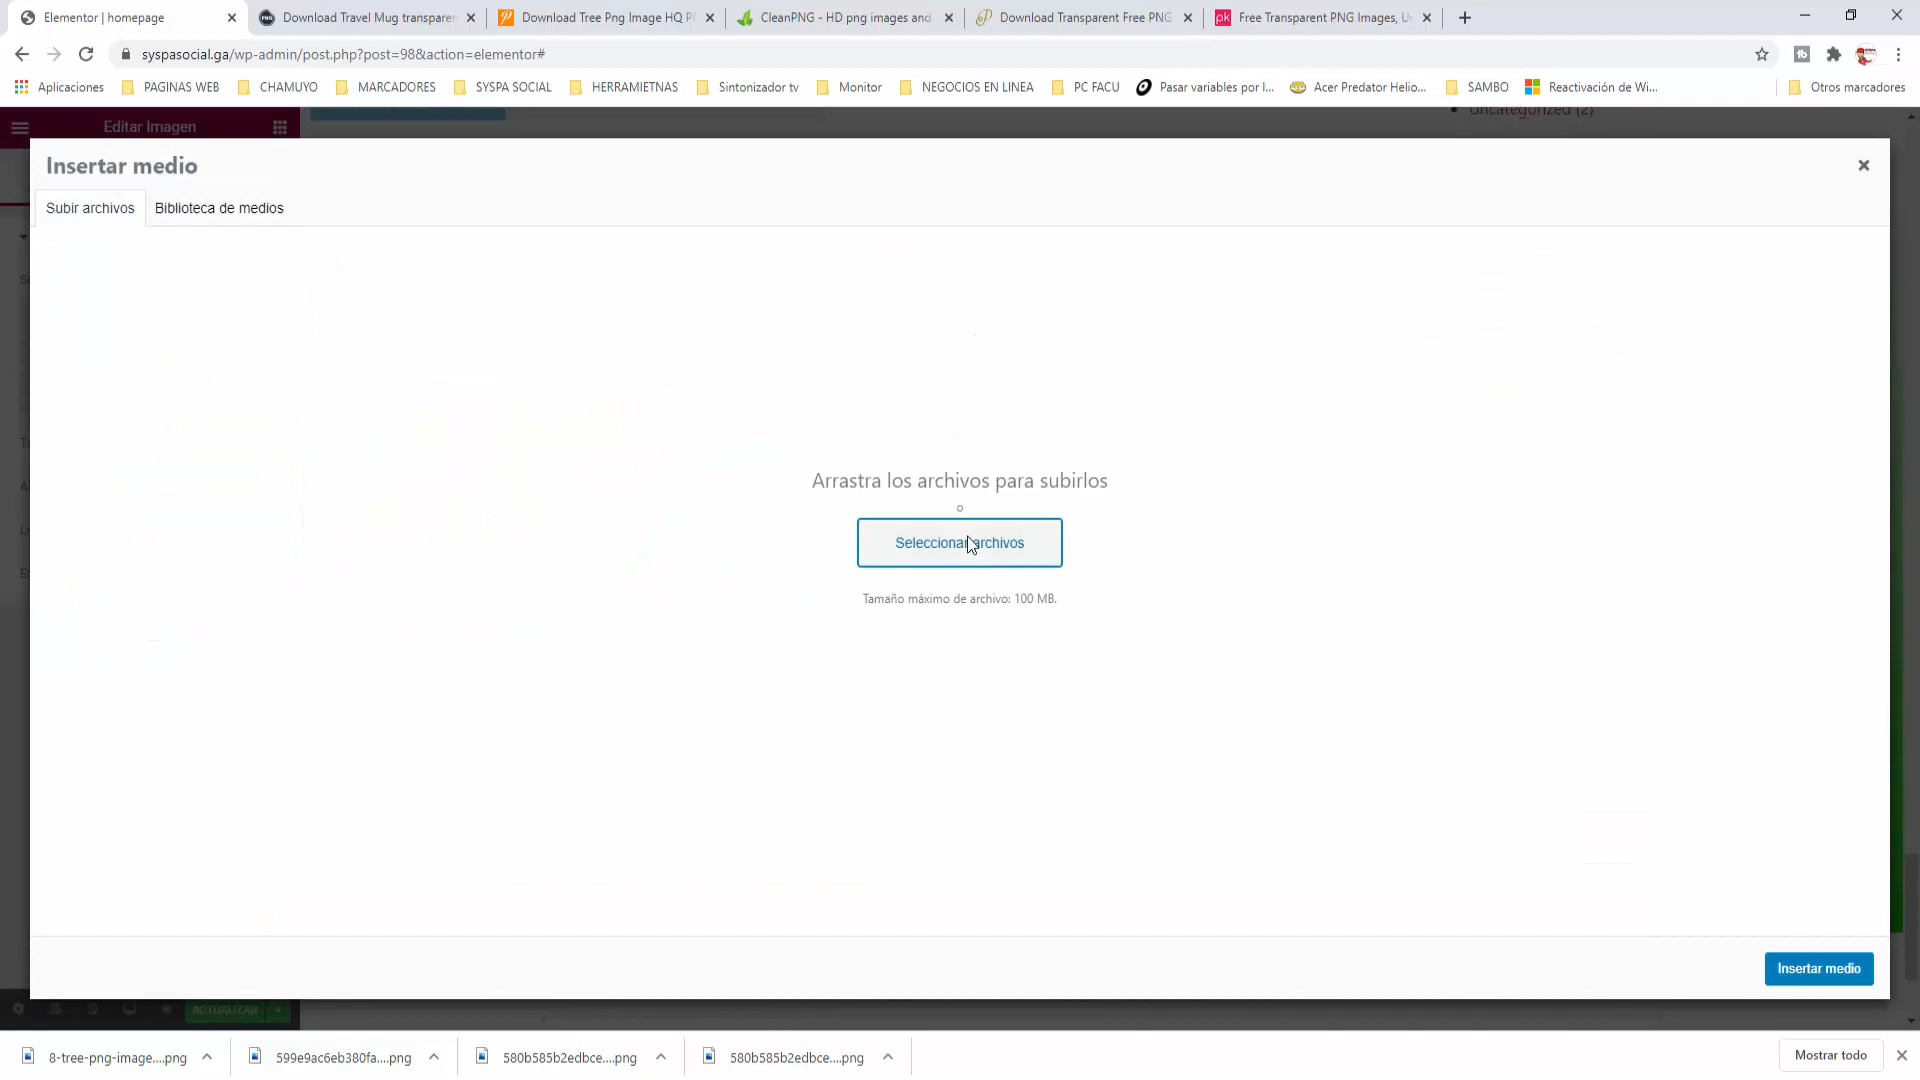 Elementor | homepage
Download Travel Mug transparen
Download Tree Png Image HQ P
CleanPNG - HD png images and
Download Transparent Free PNG
Free Transparent PNG Images, U
syspasocial.ga/wp-admin/post.php?post=98&action=elementor#
Aplicaciones
PAGINAS WEB
CHAMUYO
MARCADORES
SYSPA SOCIAL
HERRAMIETNAS
Sintonizador tv
Monitor
NEGOCIOS EN LINEA
PC FACU
Pasar variables por l...
Acer Predator Helio...
SAMBO
Reactivación de Wi...
Otros marcadores
Editar Imagen
Uncategorized (2)
Insertar medio
Subir archivos
Biblioteca de medios
Arrastra los archivos para subirlos
o
Seleccionar archivos
Tamaño máximo de archivo: 100 MB.
Insertar medio
ACTUALIZAR
8-tree-png-image....png
599e9ac6eb380fa....png
580b585b2edbce....png
580b585b2edbce....png
Mostrar todo